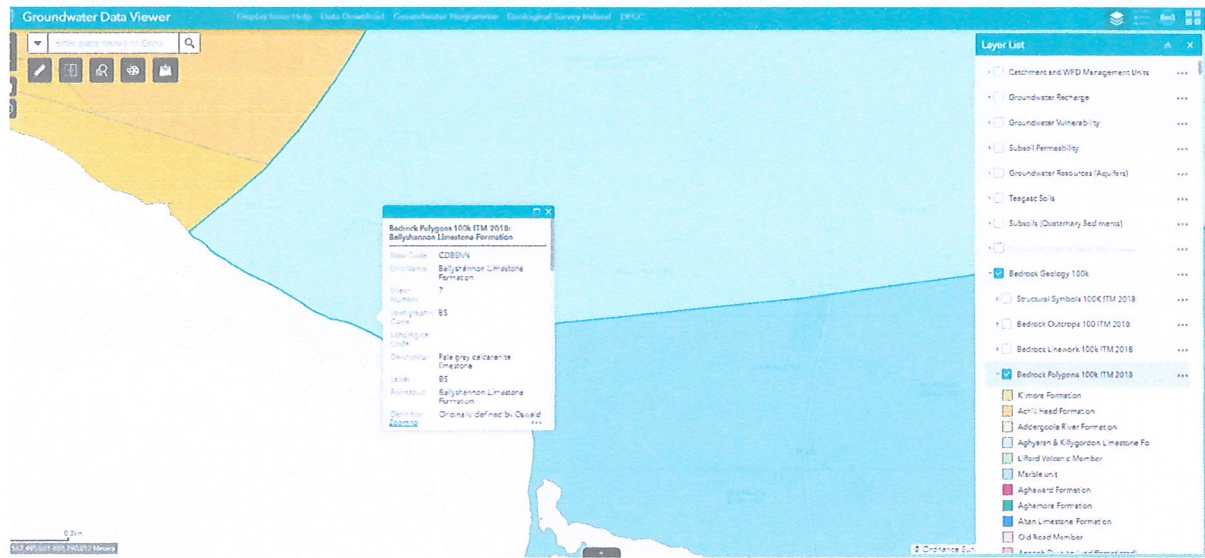 Groundwater Data Viewer
Display Issue Help Data Download Groundwater Programme Geological Survey Ireland DECC
Layer List
Catchment and WFD Management Units
Groundwater Recharge
Groundwater Vulnerability
Subsoil Permeability
Groundwater Resources (Aquifers)
Teagasc Soils
Subsoils (Quaternary Sediments)
Bedrock Geology 100k
Structural Symbols 100K ITM 2018
Bedrock Outcrops 100 ITM 2018
Bedrock Linework 100k ITM 2018
Bedrock Polygons 100k ITM 2018
Kilmore Formation
Achill Head Formation
Addergoole River Formation
Aghyaran & Killygordon Limestone Fo
Lifford Volcanic Member
Marble unit
Aghaward Formation
Aghamore Formation
Altan Limestone Formation
Old Road Member
Bedrock Polygons 100k ITM 2018:
Ballyshannon Limestone Formation
New Code CDBSNN
Unit Name Ballyshannon Limestone
Formation
Sheet 7
Number
BS
Code
Code
Description Pale grey calcarenite
limestone
Label BS
Formation Ballyshannon Limestone
Formation
Definition Originally defined by Oswald
Zoom to
0.3km
Meters
© Ordnance Sur